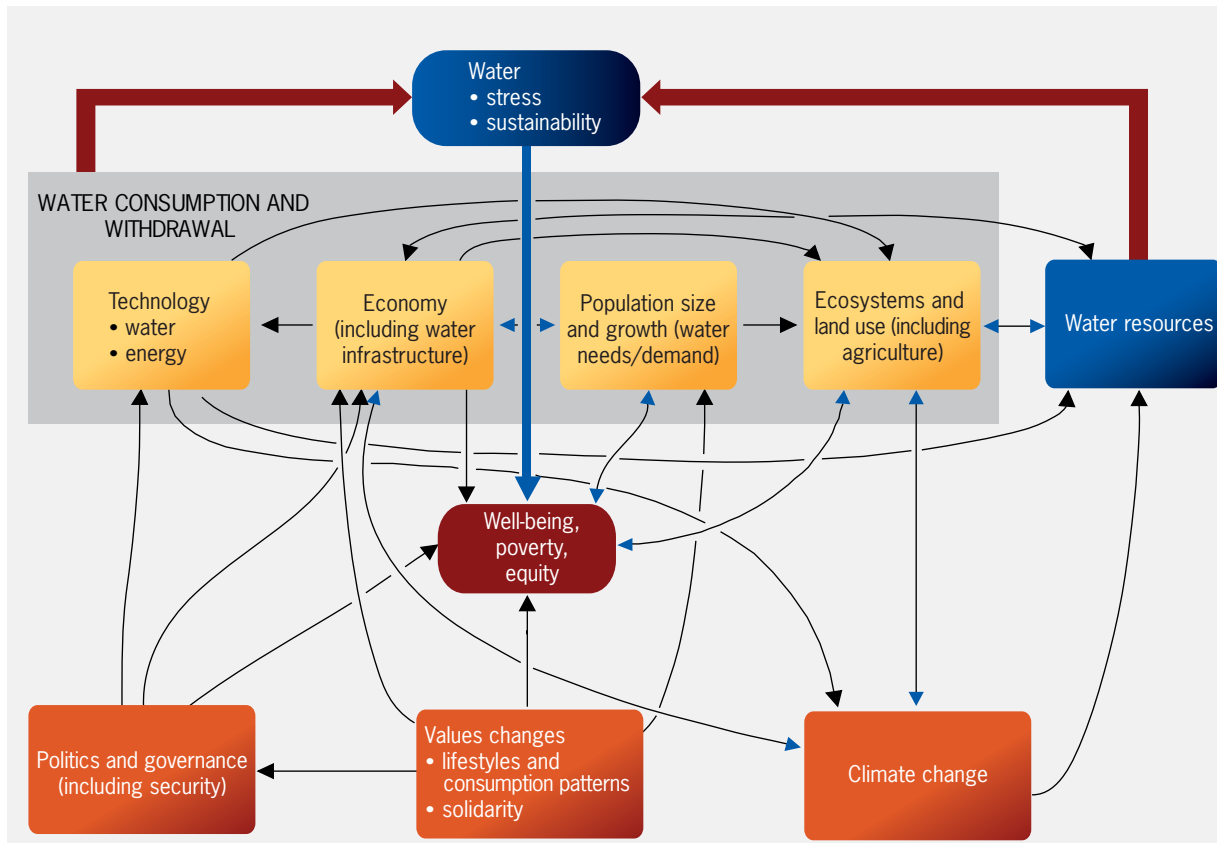 Water
• stress
• sustainability
WATER CONSUMPTION AND
WITHDRAWAL
Technology
• water
• energy
Economy
(including water
infrastructure)
Population size
and growth (water
needs/demand)
Ecosystems and
land use (including
agriculture)
Water resources
Well-being,
poverty,
equity
Politics and governance
(including security)
Values changes
• lifestyles and
consumption patterns
• solidarity
Climate change